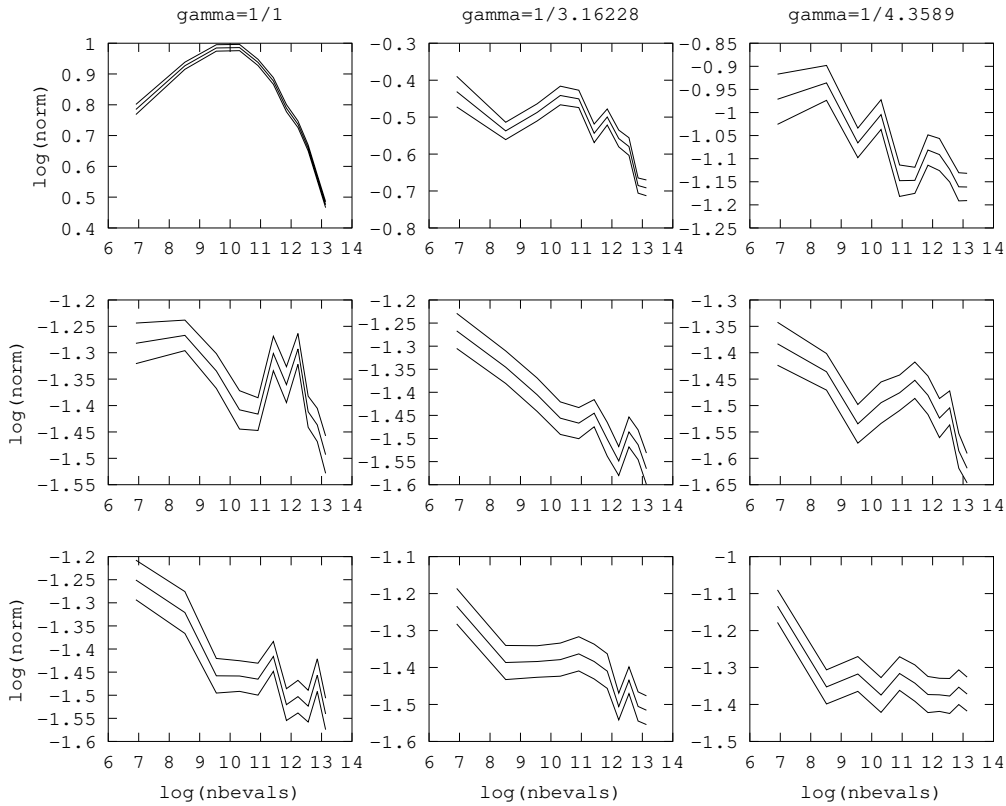 gamma=1/1 gamma=1/3.16228 gamma=1/4.3589
1 -0.3 -0.85
0.9 -0.4 -0.9
0.8 -0.5 -0.95
0.7 -0.6 -1
0.6 -0.7 -1.05
0.5 -0.8 -1.1
0.4 -1.15
-1.2
-1.25
log(norm)
6 7 8 9 10 11 12 13 14 6 7 8 9 10 11 12 13 14 6 7 8 9 10 11 12 13 14
-1.2 -1.2 -1.3
-1.25 -1.25 -1.35
-1.3 -1.3 -1.4
-1.35 -1.35 -1.45
-1.4 -1.4 -1.5
-1.45 -1.45 -1.55
-1.5 -1.5 -1.6
-1.55 -1.55 -1.65
-1.6
log(norm)
6 7 8 9 10 11 12 13 14 6 7 8 9 10 11 12 13 14 6 7 8 9 10 11 12 13 14
-1.2 -1.1 -1
-1.25 -1.2 -1.1
-1.3 -1.3 -1.2
-1.35 -1.4 -1.3
-1.4 -1.5 -1.4
-1.45 -1.6 -1.5
-1.5
-1.55
-1.6
log(norm)
6 7 8 9 10 11 12 13 14 6 7 8 9 10 11 12 13 14 6 7 8 9 10 11 12 13 14
log(nbevals) log(nbevals) log(nbevals)